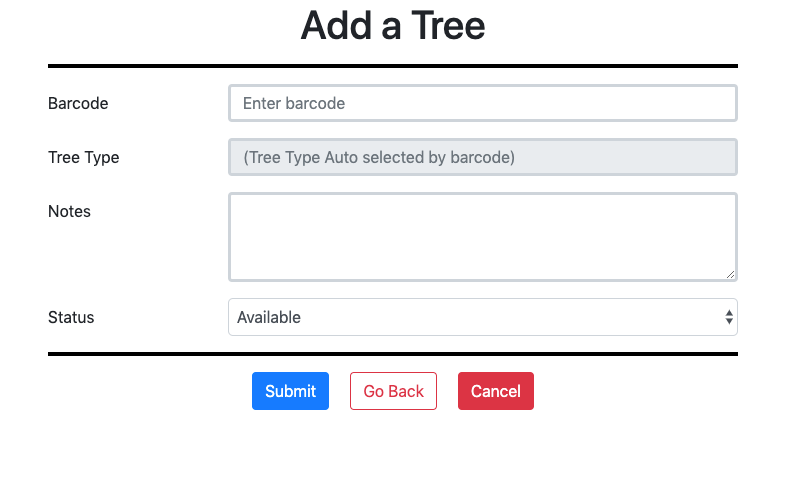 Add a Tree
Barcode
Enter barcode
Tree Type
(Tree Type Auto selected by barcode)
Notes
Status
Available
Submit
Go Back
Cancel